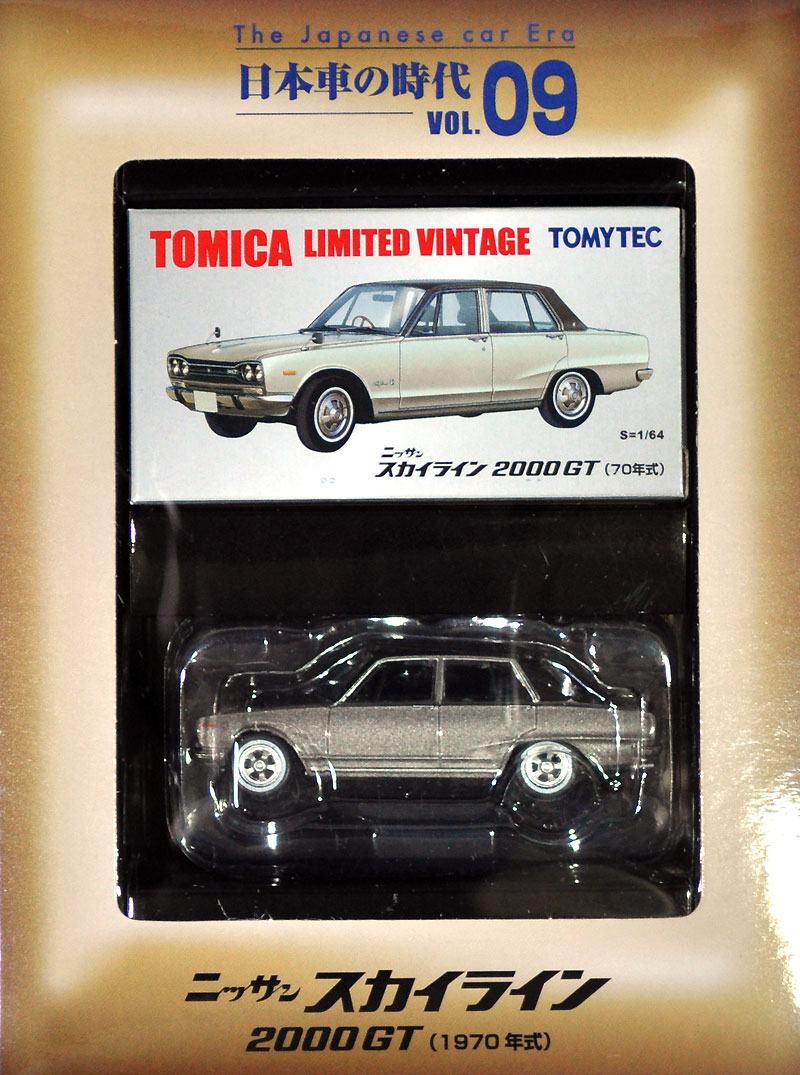 The Japanese car Era
日本車の時代
VOL.09
TOMICA LIMITED VINTAGE TOMYTEC
S=1/64
ニッサン
スカイライン 2000GT (70年式)
ニッサン スカイライン
2000GT (1970年式)